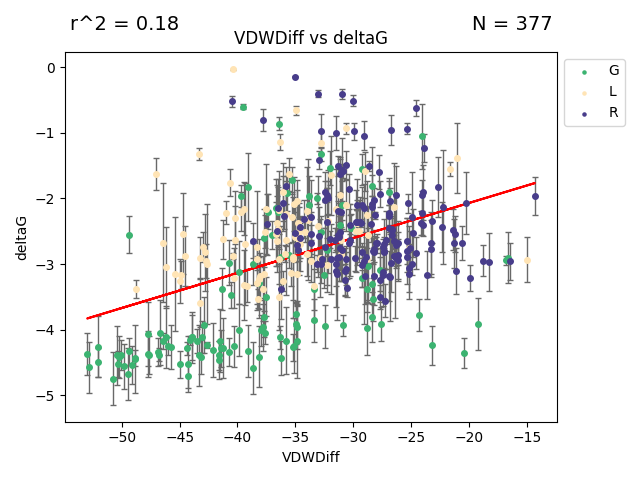 r^2 = 0.18 N = 377
VDWDiff vs deltaG
G
L
R
0
−1
−2
−3
−4
−5
deltaG
−50 −45 −40 −35 −30 −25 −20 −15
VDWDiff